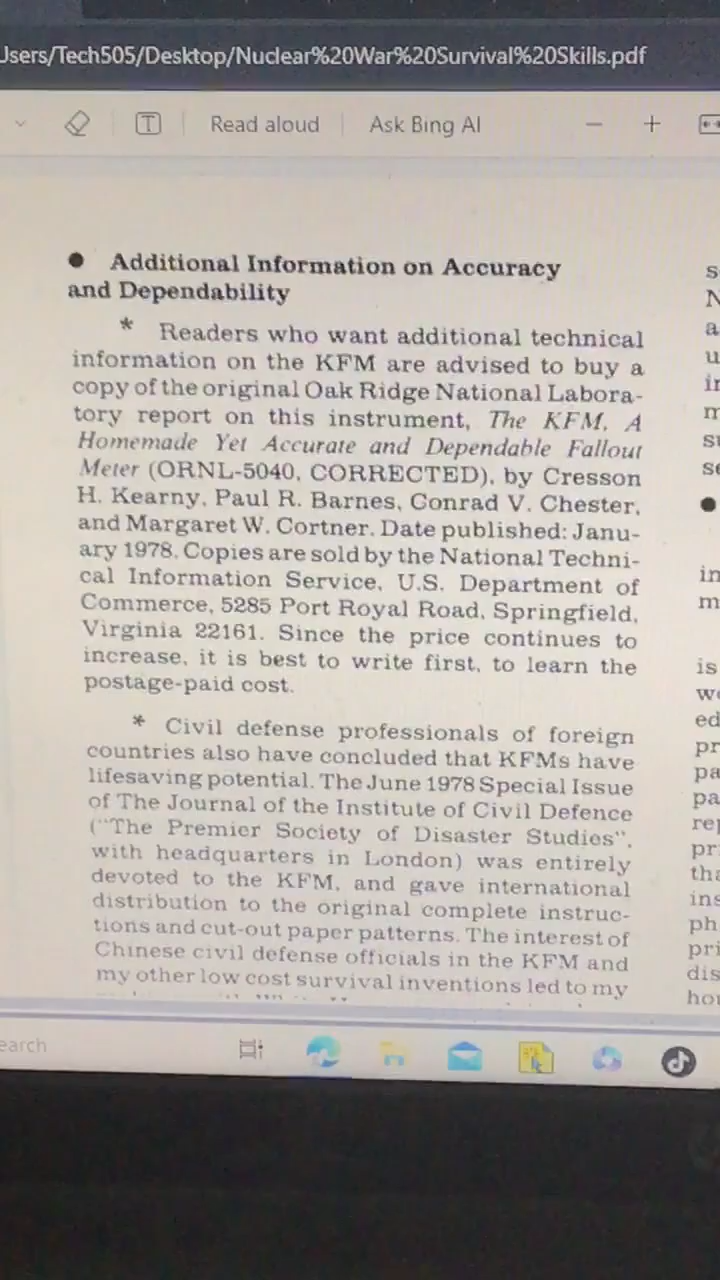 Users/Tech505/Desktop/Nuclear%20War%20Survival%20Skills.pdf
Read aloud
Ask Bing AI
● Additional Information on Accuracy
and Dependability
* Readers who want additional technical
information on the KFM are advised to buy a
copy of the original Oak Ridge National Labora-
tory report on this instrument, The KFM, A
Homemade Yet Accurate and Dependable Fallout
Meter (ORNL-5040, CORRECTED), by Cresson
H. Kearny, Paul R. Barnes, Conrad V. Chester,
and Margaret W. Cortner. Date published: Janu-
ary 1978. Copies are sold by the National Techni-
cal Information Service, U.S. Department of
Commerce, 5285 Port Royal Road, Springfield,
Virginia 22161. Since the price continues to
increase, it is best to write first, to learn the
postage-paid cost.
* Civil defense professionals of foreign
countries also have concluded that KFMs have
lifesaving potential. The June 1978 Special Issue
of The Journal of the Institute of Civil Defence
("The Premier Society of Disaster Studies",
with headquarters in London) was entirely
devoted to the KFM, and gave international
distribution to the original complete instruc-
tions and cut-out paper patterns. The interest of
Chinese civil defense officials in the KFM and
my other low cost survival inventions led to my
earch